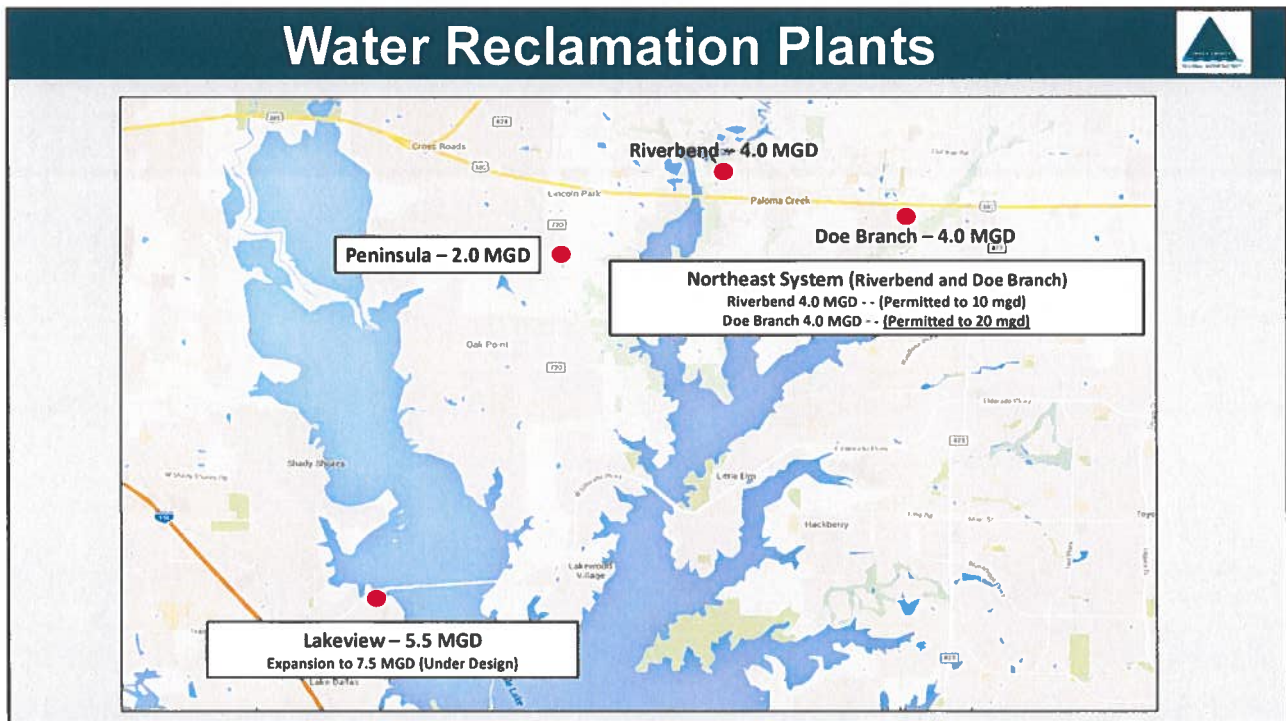 Water Reclamation Plants
Cross Roads
Riverbend – 4.0 MGD
Lincoln Park
Paloma Creek
Doe Branch – 4.0 MGD
720
Peninsula – 2.0 MGD
Northeast System (Riverbend and Doe Branch)
Riverbend 4.0 MGD - - (Permitted to 10 mgd)
Doe Branch 4.0 MGD - - (Permitted to 20 mgd)
Oak Point
720
Shady Shores
Little Elm
Hackberry
Lakewood
Village
Lakeview – 5.5 MGD
Expansion to 7.5 MGD (Under Design)
Lake Dallas